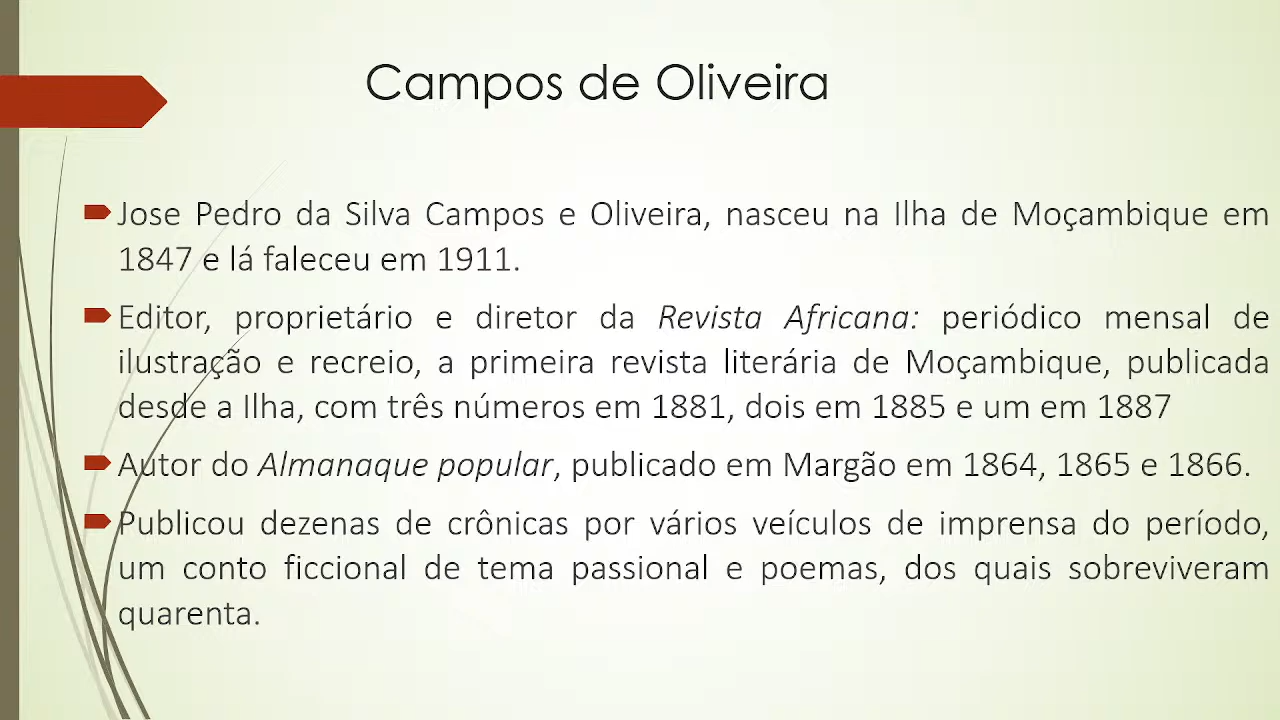 Campos de Oliveira
Jose Pedro da Silva Campos e Oliveira, nasceu na Ilha de Moçambique em
1847 e lá faleceu em 1911.
Editor, proprietário e diretor da Revista Africana: periódico mensal de
ilustração e recreio, a primeira revista literária de Moçambique, publicada
desde a Ilha, com três números em 1881, dois em 1885 e um em 1887
Autor do Almanaque popular, publicado em Margão em 1864, 1865 e 1866.
Publicou dezenas de crônicas por vários veículos de imprensa do período,
um conto ficcional de tema passional e poemas, dos quais sobreviveram
quarenta.